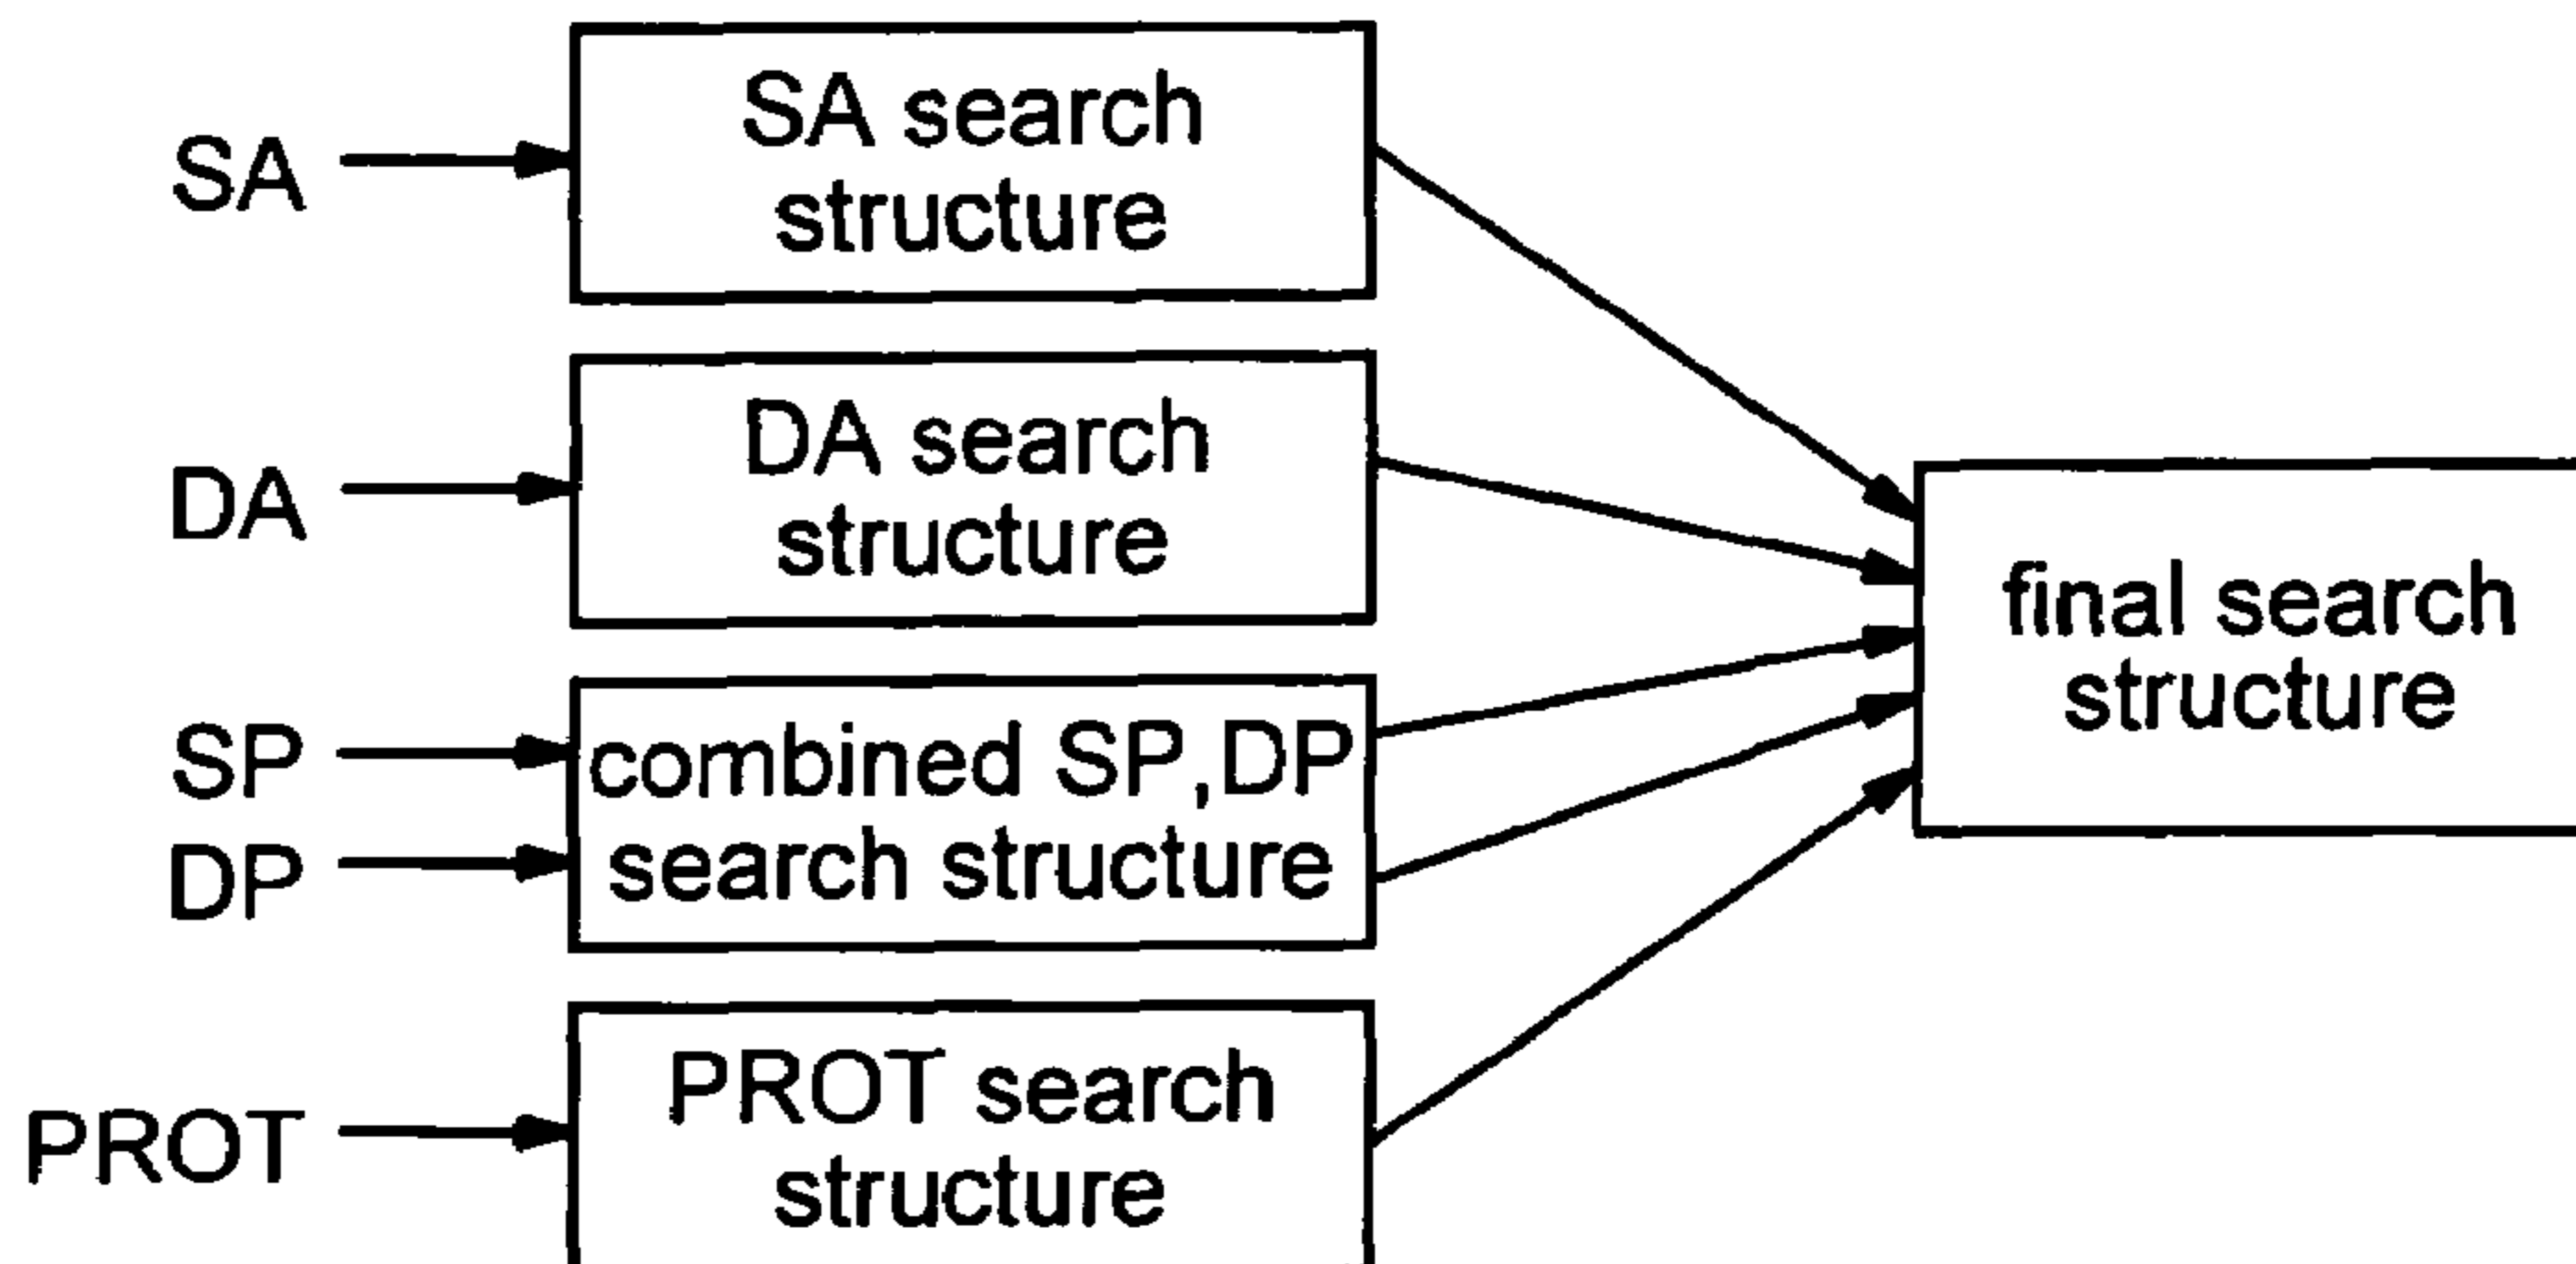 SA
SA search
structure
DA
DA search
structure
SP
DP
combined SP,DP
search structure
PROT
PROT search
structure
final search
structure